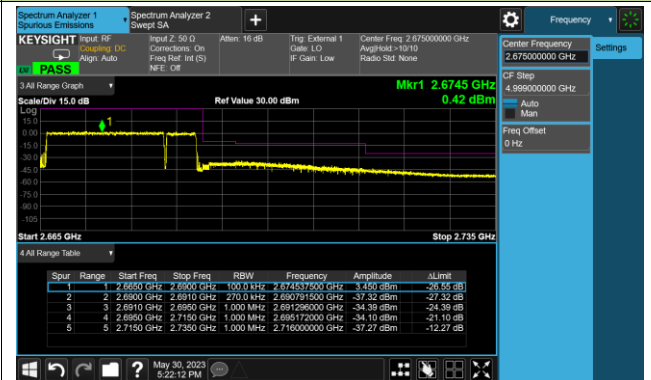 Spectrum Analyzer 1
Spurious Emissions
Spectrum Analyzer 2
Swept SA
Frequency
KEYSIGHT
Input: RF
Coupling: DC
Align: Auto
Input Z: 50 Ω
Corrections: On
Freq Ref: Int (S)
NFE: Off
Atten: 16 dB
Trig: External 1
Gate: LO
IF Gain: Low
Center Freq: 2.675000000 GHz
Avg|Hold:>10/10
Radio Std: None
PASS
Center Frequency
2.675000000 GHz
Settings
CF Step
4.999000000 GHz
Auto
Man
Freq Offset
0 Hz
3 All Range Graph
Mkr1 2.6745 GHz
0.42 dBm
Scale/Div 15.0 dB
Ref Value 30.00 dBm
Log
15.0
0.00
-15.0
-30.0
-45.0
-60.0
-75.0
-90.0
-105
1
Start 2.665 GHz
Stop 2.735 GHz
4 All Range Table
Spur Range Start Freq Stop Freq RBW Frequency Amplitude ΔLimit
1 1 2.6650 GHz 2.6900 GHz 100.0 kHz 2.674537500 GHz 3.450 dBm -26.55 dB
2 2 2.6900 GHz 2.6910 GHz 270.0 kHz 2.690791500 GHz -37.32 dBm -27.32 dB
3 3 2.6910 GHz 2.6950 GHz 1.000 MHz 2.691296000 GHz -34.39 dBm -24.39 dB
4 4 2.6950 GHz 2.7150 GHz 1.000 MHz 2.695172000 GHz -34.10 dBm -21.10 dB
5 5 2.7150 GHz 2.7350 GHz 1.000 MHz 2.716000000 GHz -37.27 dBm -12.27 dB
May 30, 2023
5:22:12 PM